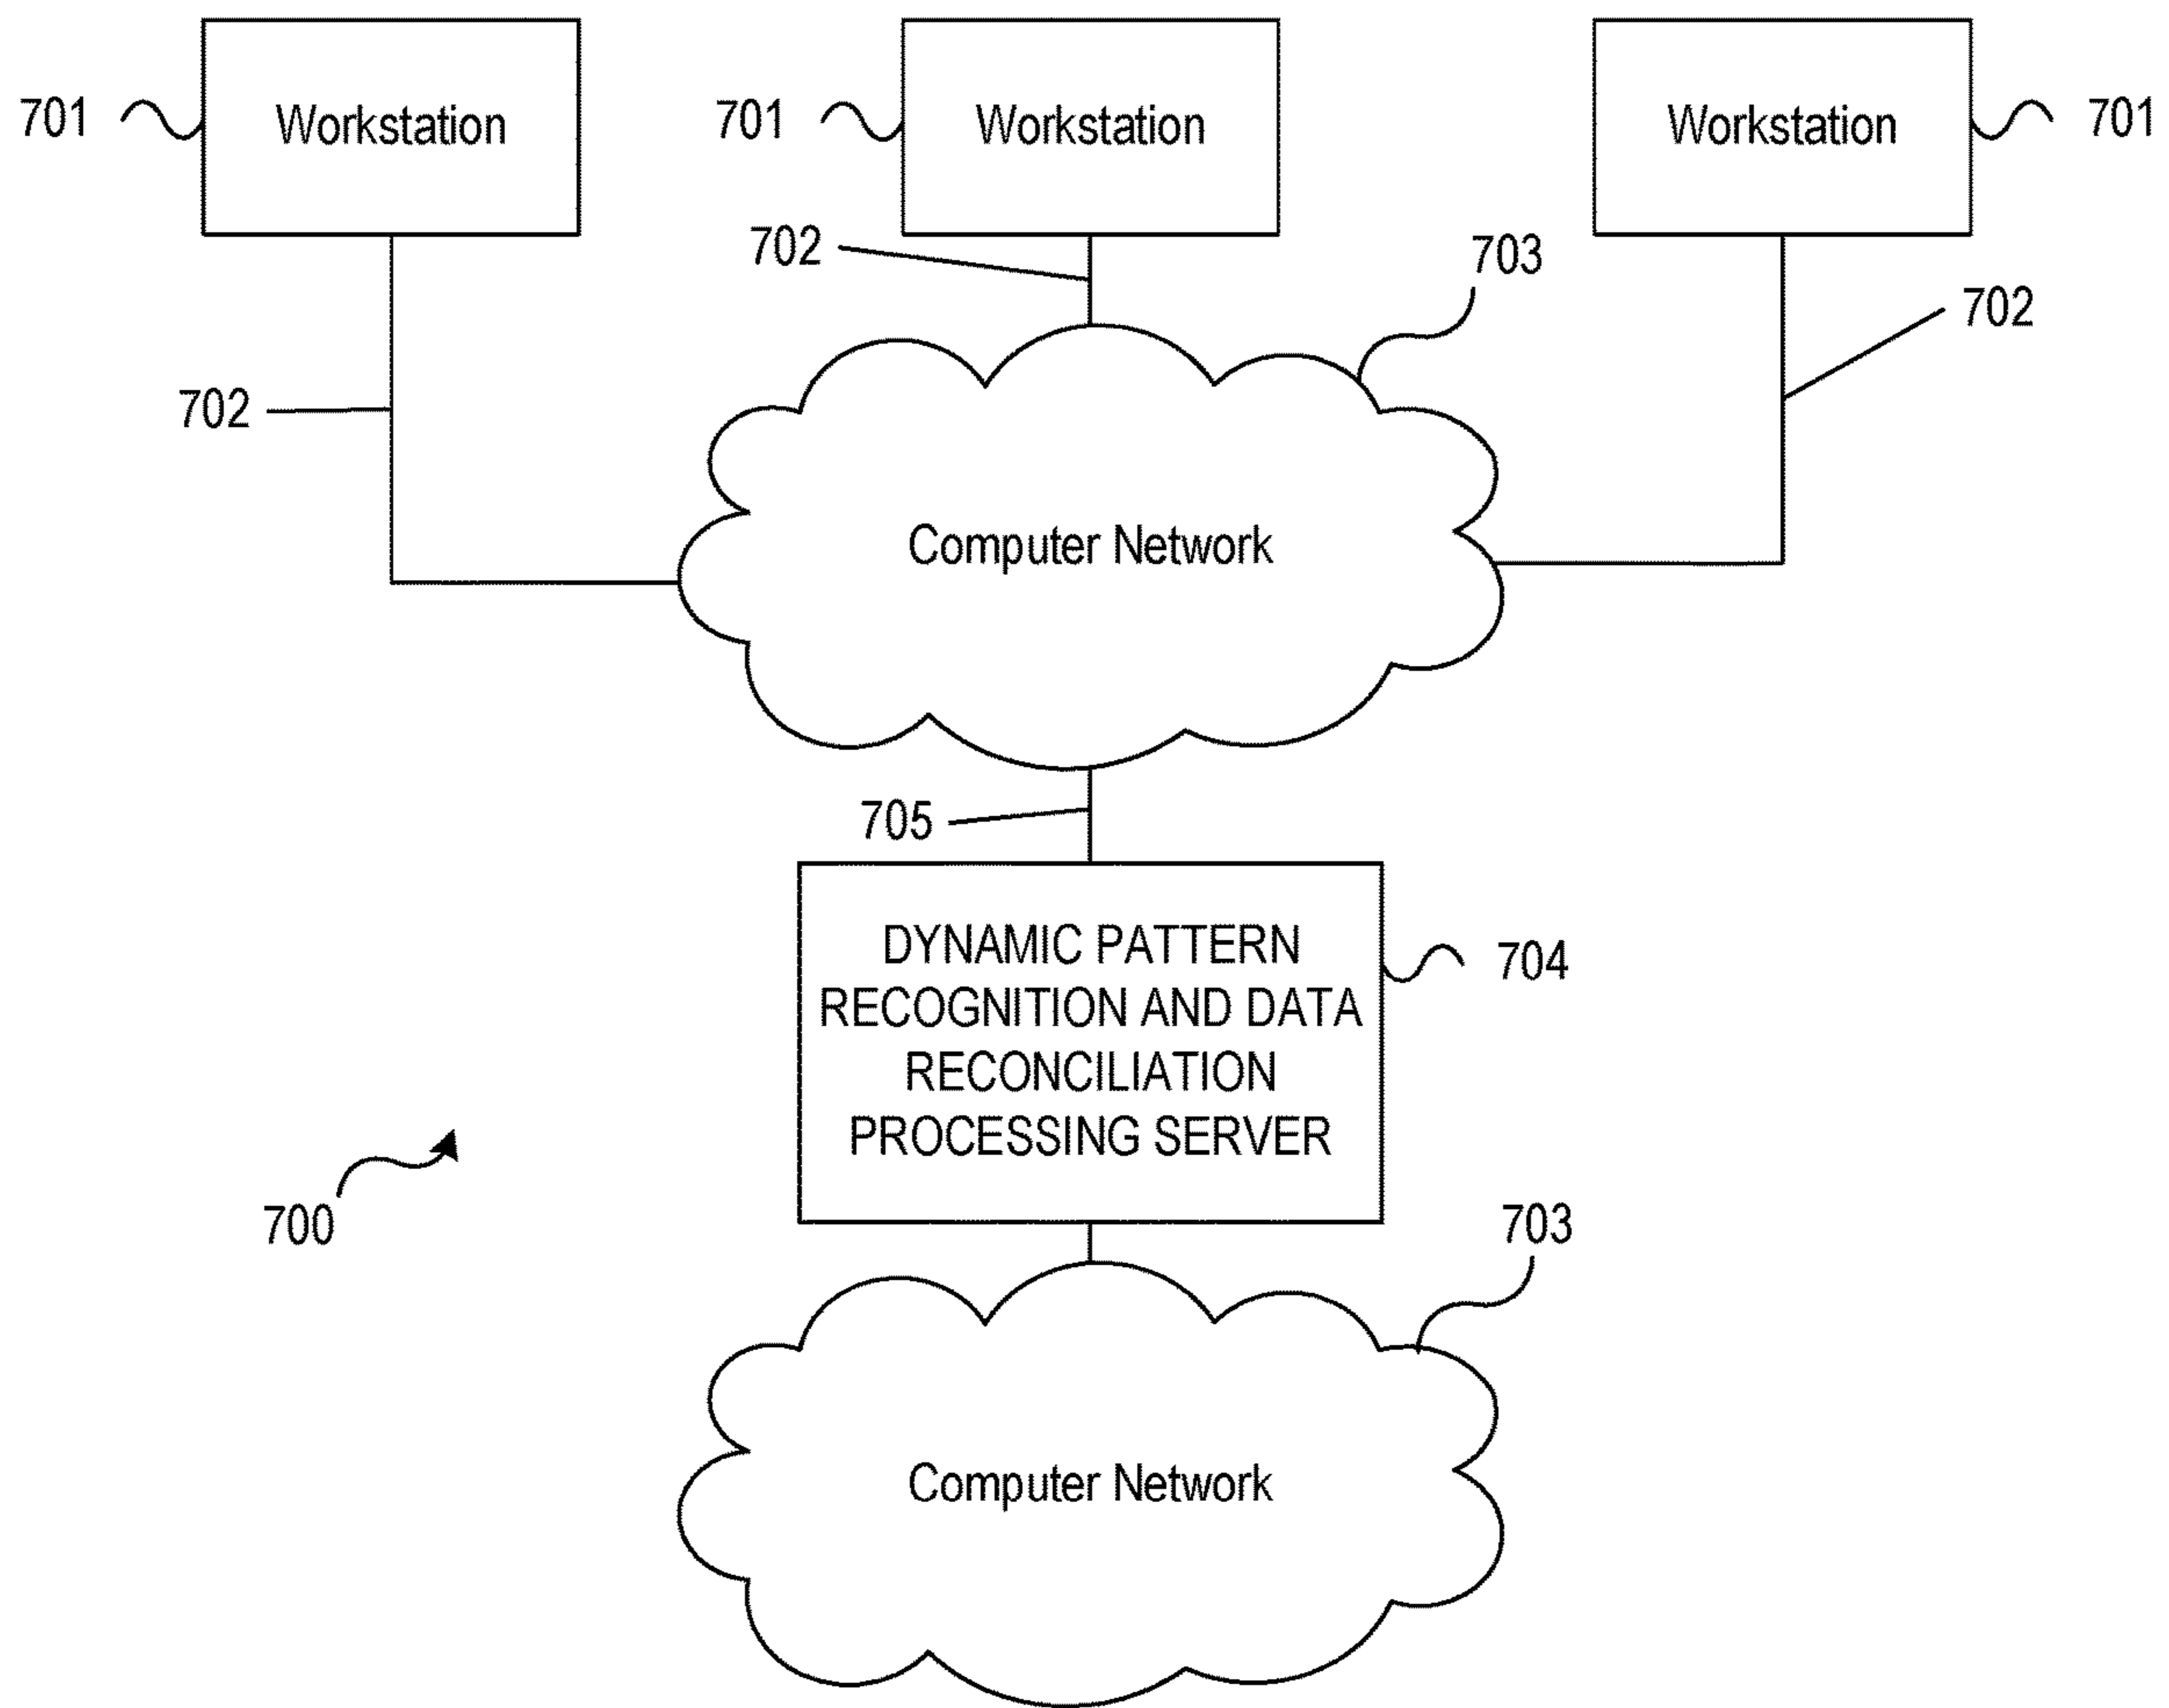 701
Workstation
701
Workstation
Workstation
701
702
703
702
702
Computer Network
705
DYNAMIC PATTERN
RECOGNITION AND DATA
RECONCILIATION
PROCESSING SERVER
704
700
703
Computer Network